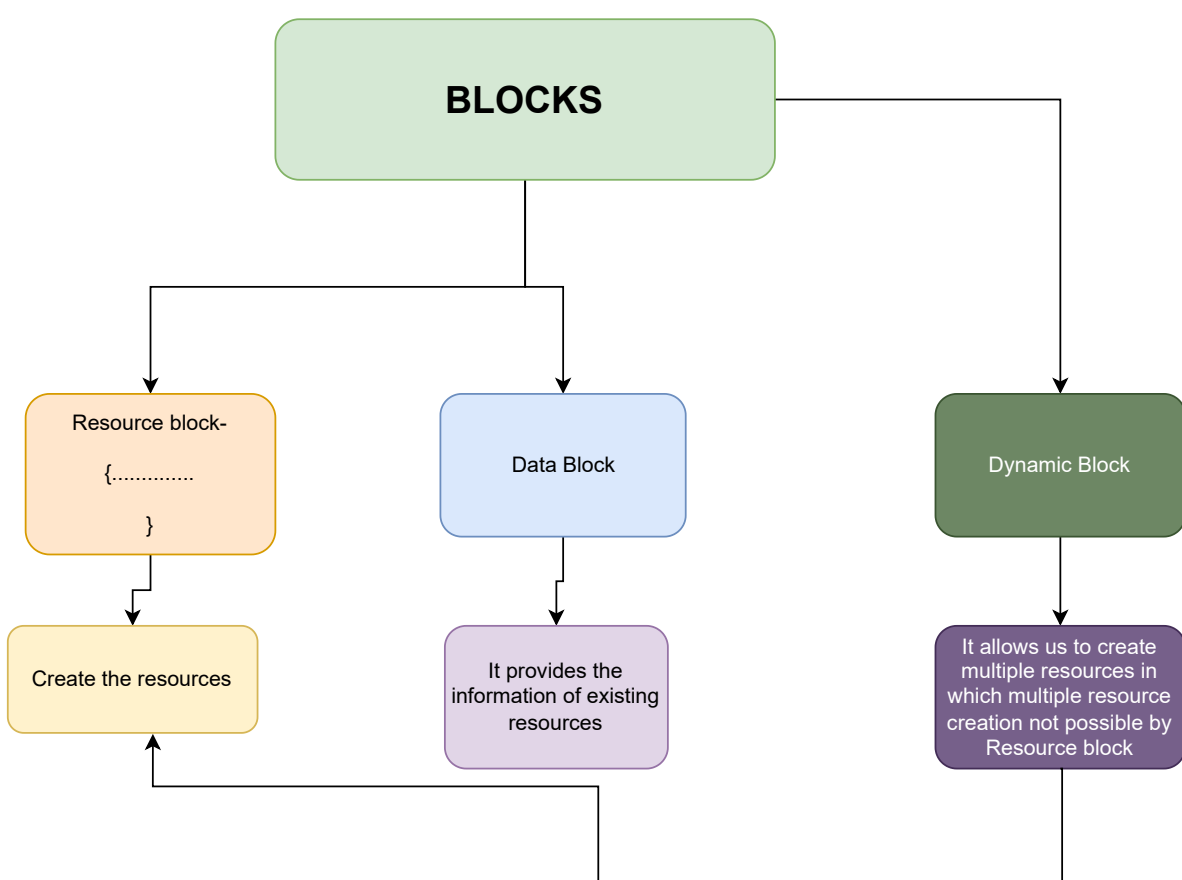 BLOCKS
Resource block-
{..............
}
Data Block
Dynamic Block
Create the resources
It provides the
information of existing
resources
It allows us to create
multiple resources in
which multiple resource
creation not possible by
Resource block